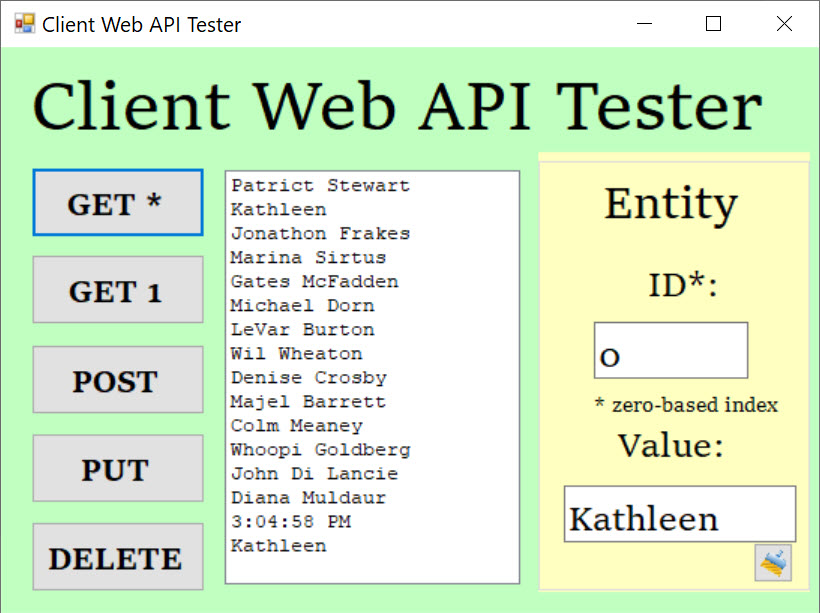 Client Web API Tester
Client Web API Tester
GET *
GET 1
POST
PUT
DELETE
Patrict Stewart
Kathleen
Jonathon Frakes
Marina Sirtus
Gates McFadden
Michael Dorn
LeVar Burton
Wil Wheaton
Denise Crosby
Majel Barrett
Colm Meaney
Whoopi Goldberg
John Di Lancie
Diana Muldaur
3:04:58 PM
Kathleen
Entity
ID*:
0
* zero-based index
Value:
Kathleen